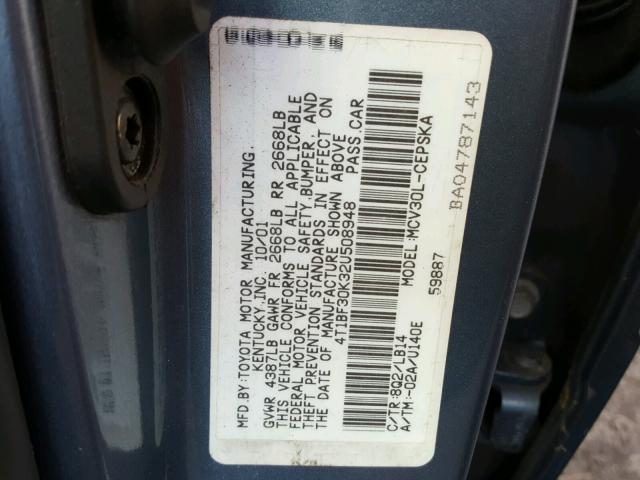 MFD.BY:TOYOTA MOTOR MANUFACTURING
KENTUCKY,INC. 10/01
GVWR 4387LB GAWR FR 2668LB RR 2668LB
THIS VEHICLE CONFORMS TO ALL APPLICABLE
FEDERAL MOTOR VEHICLE SAFETY,BUMPER, AND
THEFT PREVENTION STANDARDS IN EFFECT ON
THE DATE OF MANUFACTURE SHOWN ABOVE
4T1BF30K32U508948 PASS.CAR
MODEL:MCV30L-CEPSKA
C/TR:8Q2/LB14 59887
A/TM:-02A/U140E
BA04787143